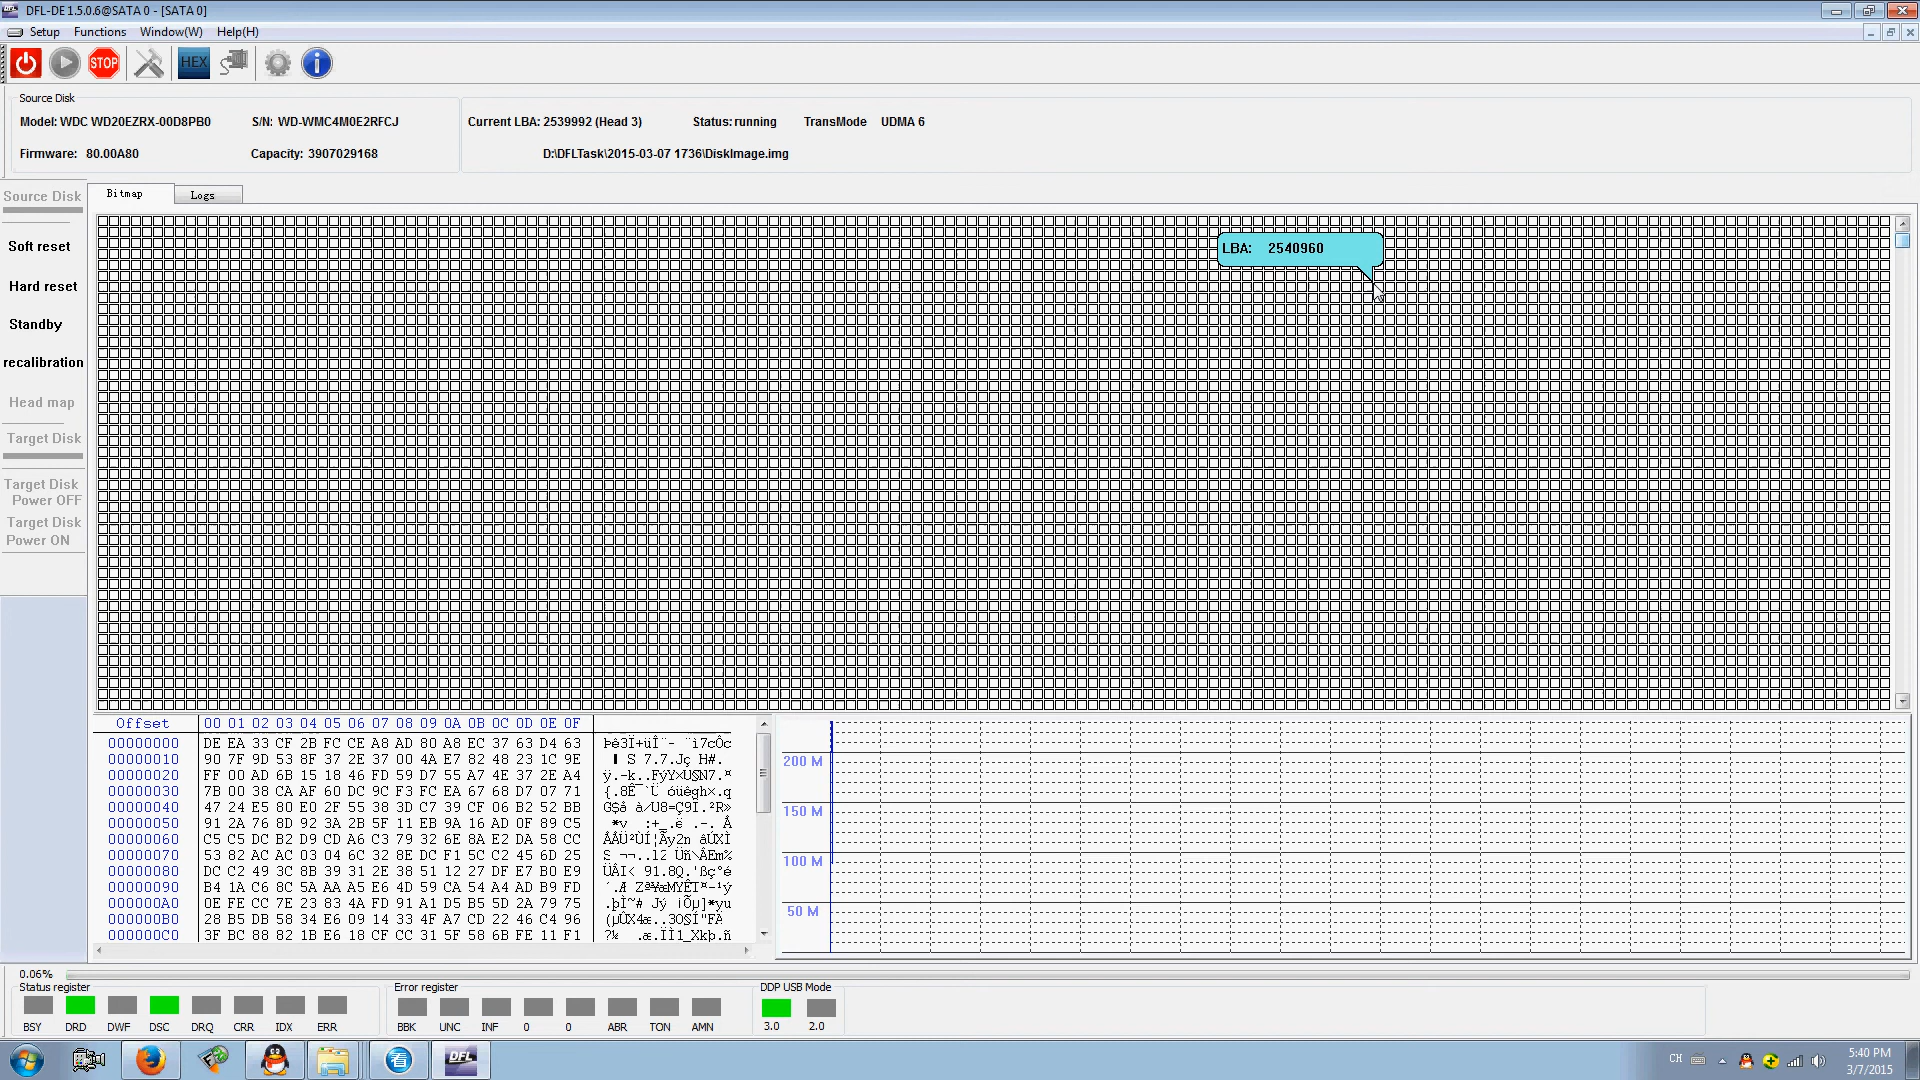 DFL-DE 1.5.0.6@SATA 0 - [SATA 0]
Setup Functions Window(W) Help(H)
STOP HEX
Source Disk
Model: WDC WD20EZRX-00D8PB0 S/N: WD-WMC4M0E2RFCJ Current LBA: 2539992 (Head 3) Status: running TransMode UDMA 6
Firmware: 80.00A80 Capacity: 3907029168 D:\DFLTask\2015-03-07 1736\DiskImage.img
Source Disk
Bitmap Logs
Soft reset
Hard reset
Standby
recalibration
Head map
Target Disk
Target Disk
Power OFF
Target Disk
Power ON
LBA: 2540960
Offset 00 01 02 03 04 05 06 07 08 09 0A 0B 0C 0D 0E 0F
00000000 DE EA 33 CF 2B FC CE A8 AD 80 A8 EC 37 63 D4 63
00000010 90 7F 9D 53 8F 37 2E 37 00 4A E7 82 48 23 1C 9E
00000020 FF 00 AD 6B 15 18 46 FD 59 D7 55 A7 4E 37 2E A4
00000030 7B 00 38 CA AF 60 DC 9C F3 FC EA 67 68 D7 07 71
00000040 47 24 E5 80 E0 2F 55 38 3D C7 39 CF 06 B2 52 BB
00000050 91 2A 76 8D 92 3A 2B 5F 11 EB 9A 16 AD 0F 89 C5
00000060 C5 C5 DC B2 D9 CD A6 C3 79 32 6E 8A E2 DA 58 CC
00000070 53 82 AC AC 03 04 6C 32 8E DC F1 5C C2 45 6D 25
00000080 DC C2 49 3C 8B 39 31 2E 38 51 12 27 DF E7 B0 E9
00000090 B4 1A C6 8C 5A AA A5 E6 4D 59 CA 54 A4 AD B9 FD
000000A0 0E FE CC 7E 23 83 4A FD 91 A1 D5 B5 5D 2A 79 75
000000B0 28 B5 DB 58 34 E6 09 14 33 4F A7 CD 22 46 C4 96
000000C0 3F BC 88 82 1B E6 18 CF CC 31 5F 58 6B FE 11 F1
200 M
150 M
100 M
50 M
0.06%
Status register Error register DDP USB Mode
BSY DRD DWF DSC DRQ CRR IDX ERR BBK UNC INF 0 0 ABR TON AMN 3.0 2.0
看 DFL CH 5:40 PM
3/7/2015